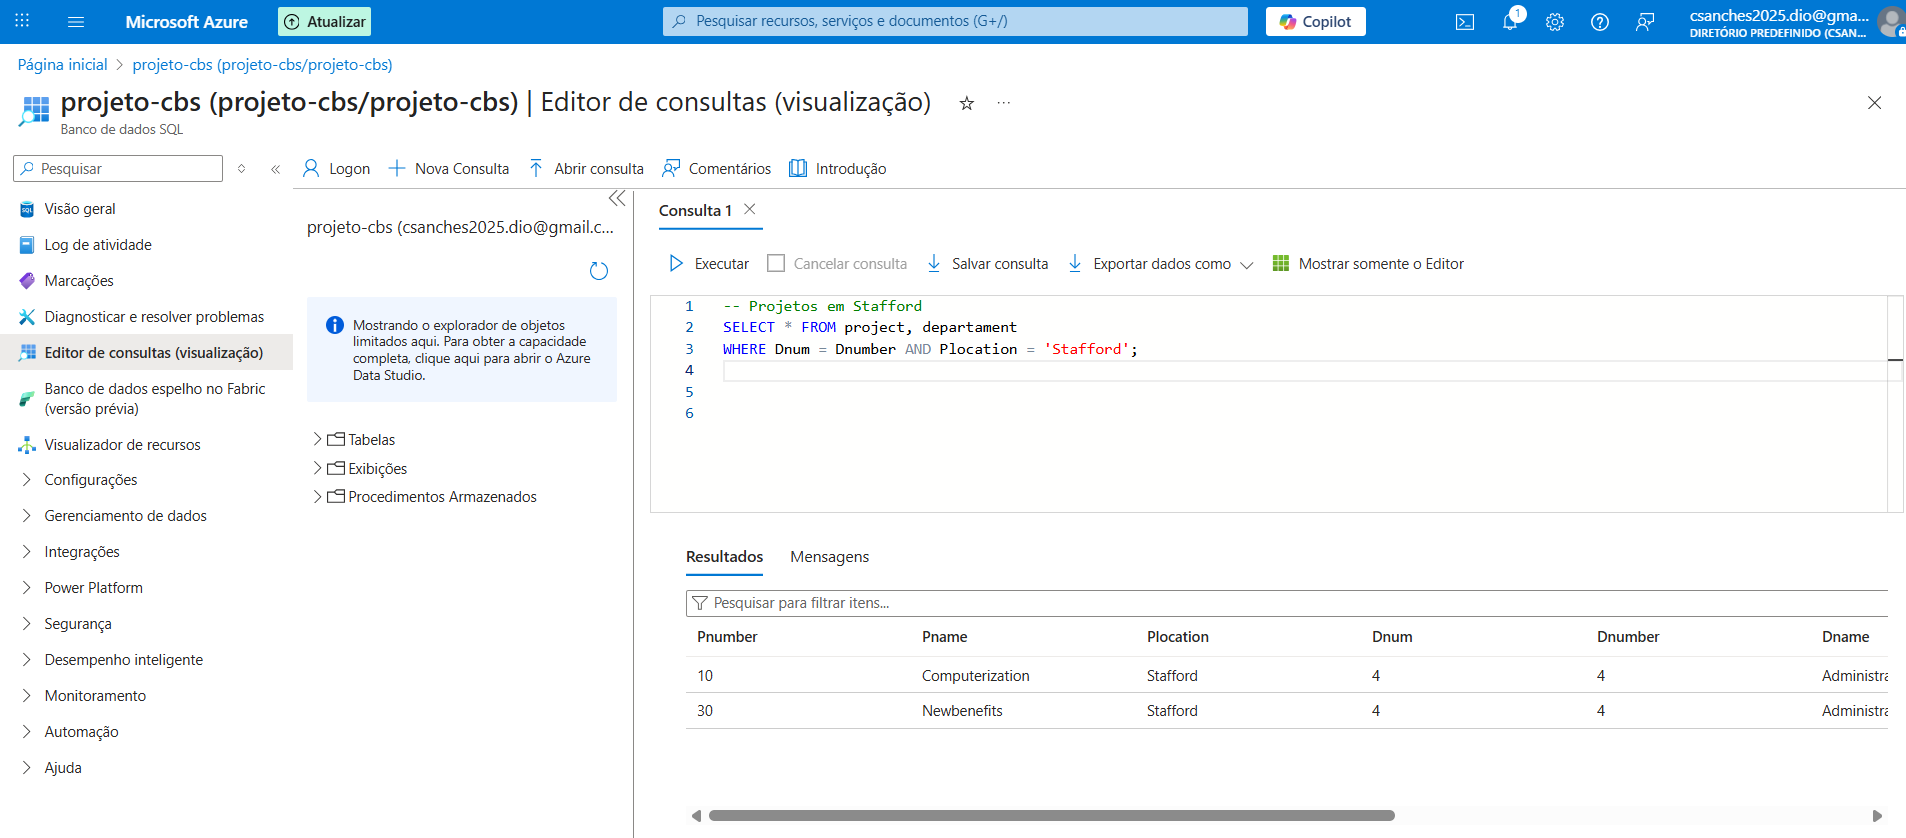 Microsoft Azure
Atualizar
Pesquisar recursos, serviços e documentos (G+/)
Copilot
1
csanches2025.dio@gma...
DIRETÓRIO PREDEFINIDO (CSAN...
Página inicial > projeto-cbs (projeto-cbs/projeto-cbs)
projeto-cbs (projeto-cbs/projeto-cbs) | Editor de consultas (visualização)
Banco de dados SQL
Pesquisar
Visão geral
Log de atividade
Marcações
Diagnosticar e resolver problemas
Editor de consultas (visualização)
Banco de dados espelho no Fabric
(versão prévia)
Visualizador de recursos
Configurações
Gerenciamento de dados
Integrações
Power Platform
Segurança
Desempenho inteligente
Monitoramento
Automação
Ajuda
Logon
Nova Consulta
Abrir consulta
Comentários
Introdução
projeto-cbs (csanches2025.dio@gmail.c...
Mostrando o explorador de objetos
limitados aqui. Para obter a capacidade
completa, clique aqui para abrir o Azure
Data Studio.
Tabelas
Exibições
Procedimentos Armazenados
Consulta 1
Executar
Cancelar consulta
Salvar consulta
Exportar dados como
Mostrar somente o Editor
1 -- Projetos em Stafford
2 SELECT * FROM project, departament
3 WHERE Dnum = Dnumber AND Plocation = 'Stafford';
4
5
6
Resultados
Mensagens
Pesquisar para filtrar itens...
Pnumber Pname Plocation Dnum Dnumber Dname
10 Computerization Stafford 4 4 Administra
30 Newbenefits Stafford 4 4 Administra